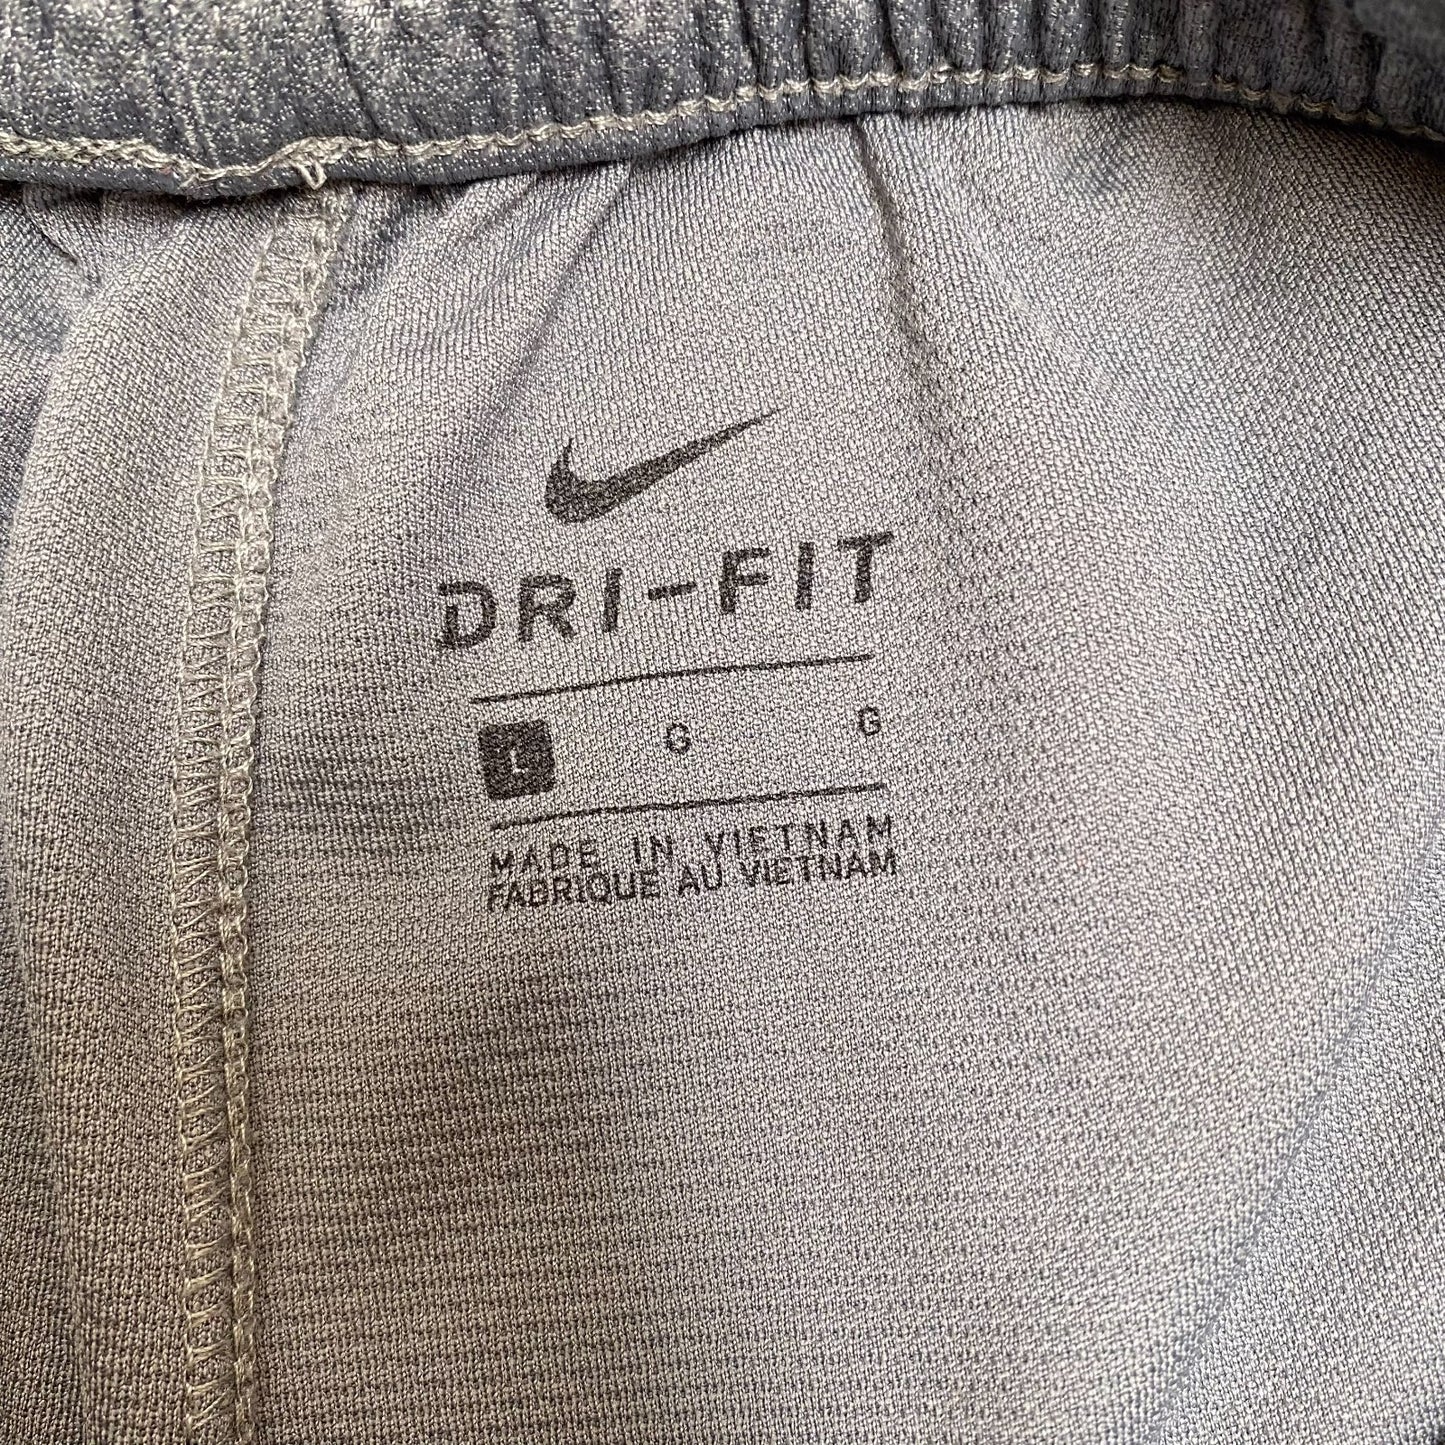 DRI-FIT
L G G
MADE IN VIETNAM
FABRIQUE AU VIETNAM